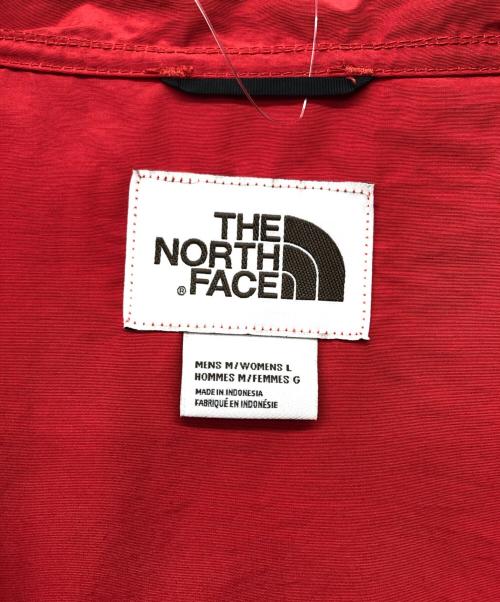 THE
NORTH
® FACE
MENS M/WOMENS L
HOMMES M/FEMMES G
MADE IN INDONESIA
FABRIQUÉ EN INDONÉSIE